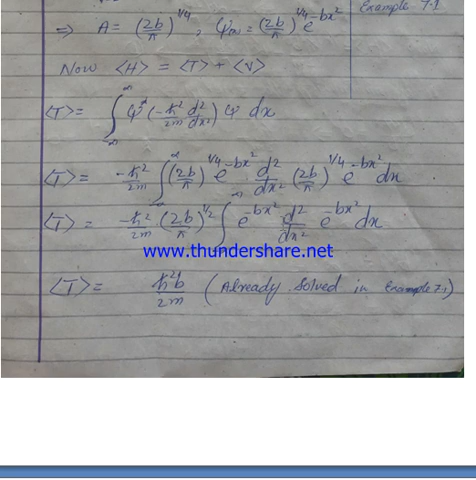 Example 7.1
⇒ A = (2b/π)^1/4 , ψ(x) = (2b/π)^1/4 e^-bx²
Now <H> = <T> + <V>
<T> = ∫_-∞^∞ ψ* (-ħ²/2m d²/dx²) ψ dx
<T> = -ħ²/2m ∫_-∞^∞ (2b/π)^1/4 e^-bx² d²/dx² (2b/π)^1/4 e^-bx² dx
<T> = -ħ²/2m (2b/π)^1/2 ∫_-∞^∞ e^-bx² d²/dx² e^-bx² dx
www.thundershare.net
<T> = ħ²b/2m (Already Solved in Example 7.1)